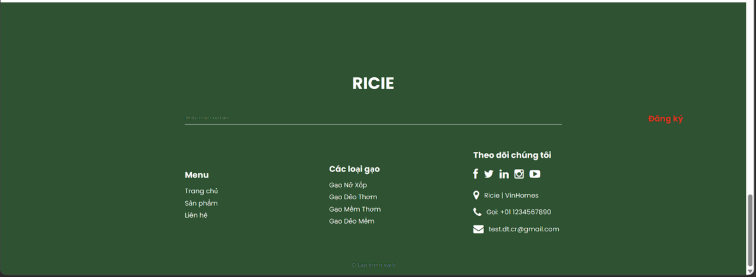 RICIE
Đăng ký
Menu
Trang chủ
Sản phẩm
Liên hệ
Các loại gạo
Gạo Nở Xốp
Gạo Dẻo Thơm
Gạo Mềm Thơm
Gạo Dẻo Mềm
Theo dõi chúng tôi
Ricie | VinHomes
Gọi: +01 1234567890
test.dt.cr@gmail.com